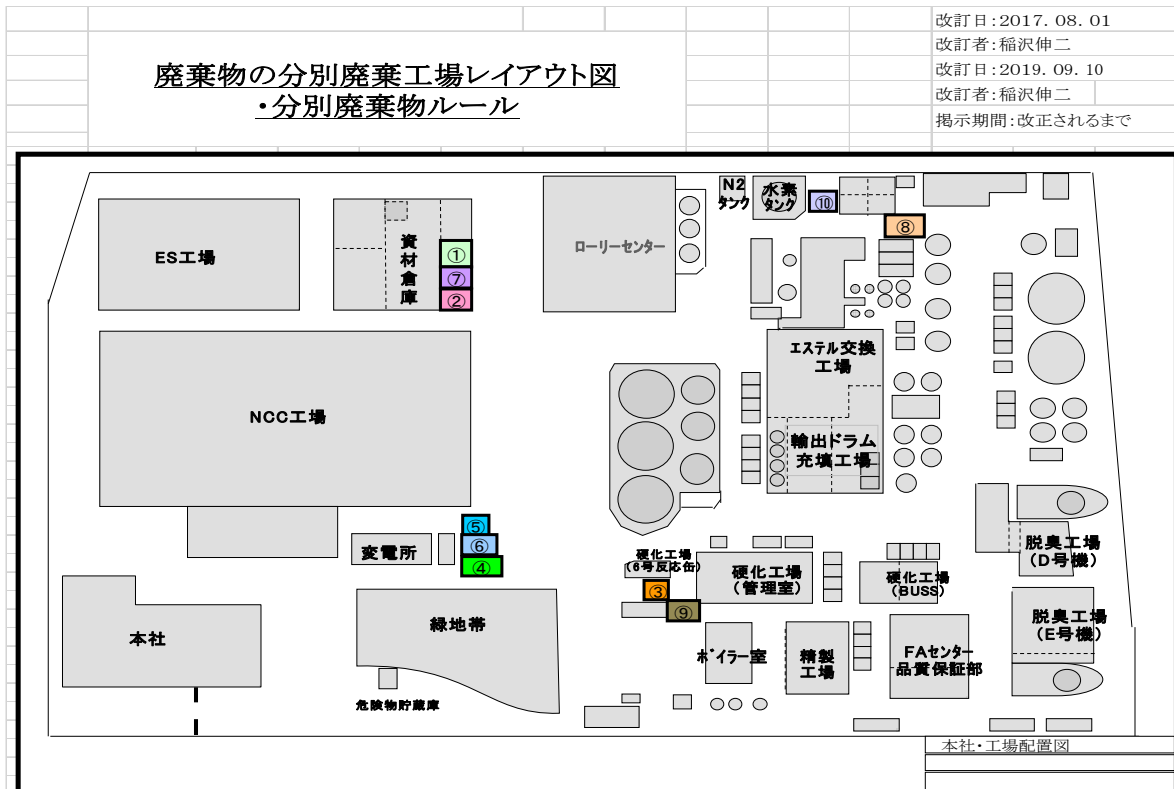 改訂日:2017. 08. 01
改訂者:稲沢伸二
改訂日:2019. 09. 10
改訂者:稲沢伸二
掲示期間:改正されるまで
廃棄物の分別廃棄工場レイアウト図
・分別廃棄物ルール
N2
タンク
水素
タンク
⑩
⑧
ES工場
資材倉庫
①
⑦
②
ローリーセンター
エステル交換
工場
NCC工場
輸出ドラム
充填工場
⑤
⑥
④
変電所
硬化工場
(6号反応缶)
③
⑨
硬化工場
(管理室)
硬化工場
(BUSS)
脱臭工場
(D号機)
本社
緑地帯
危険物貯蔵庫
ボイラー室
精製
工場
FAセンター
品質保証部
脱臭工場
(E号機)
本社・工場配置図